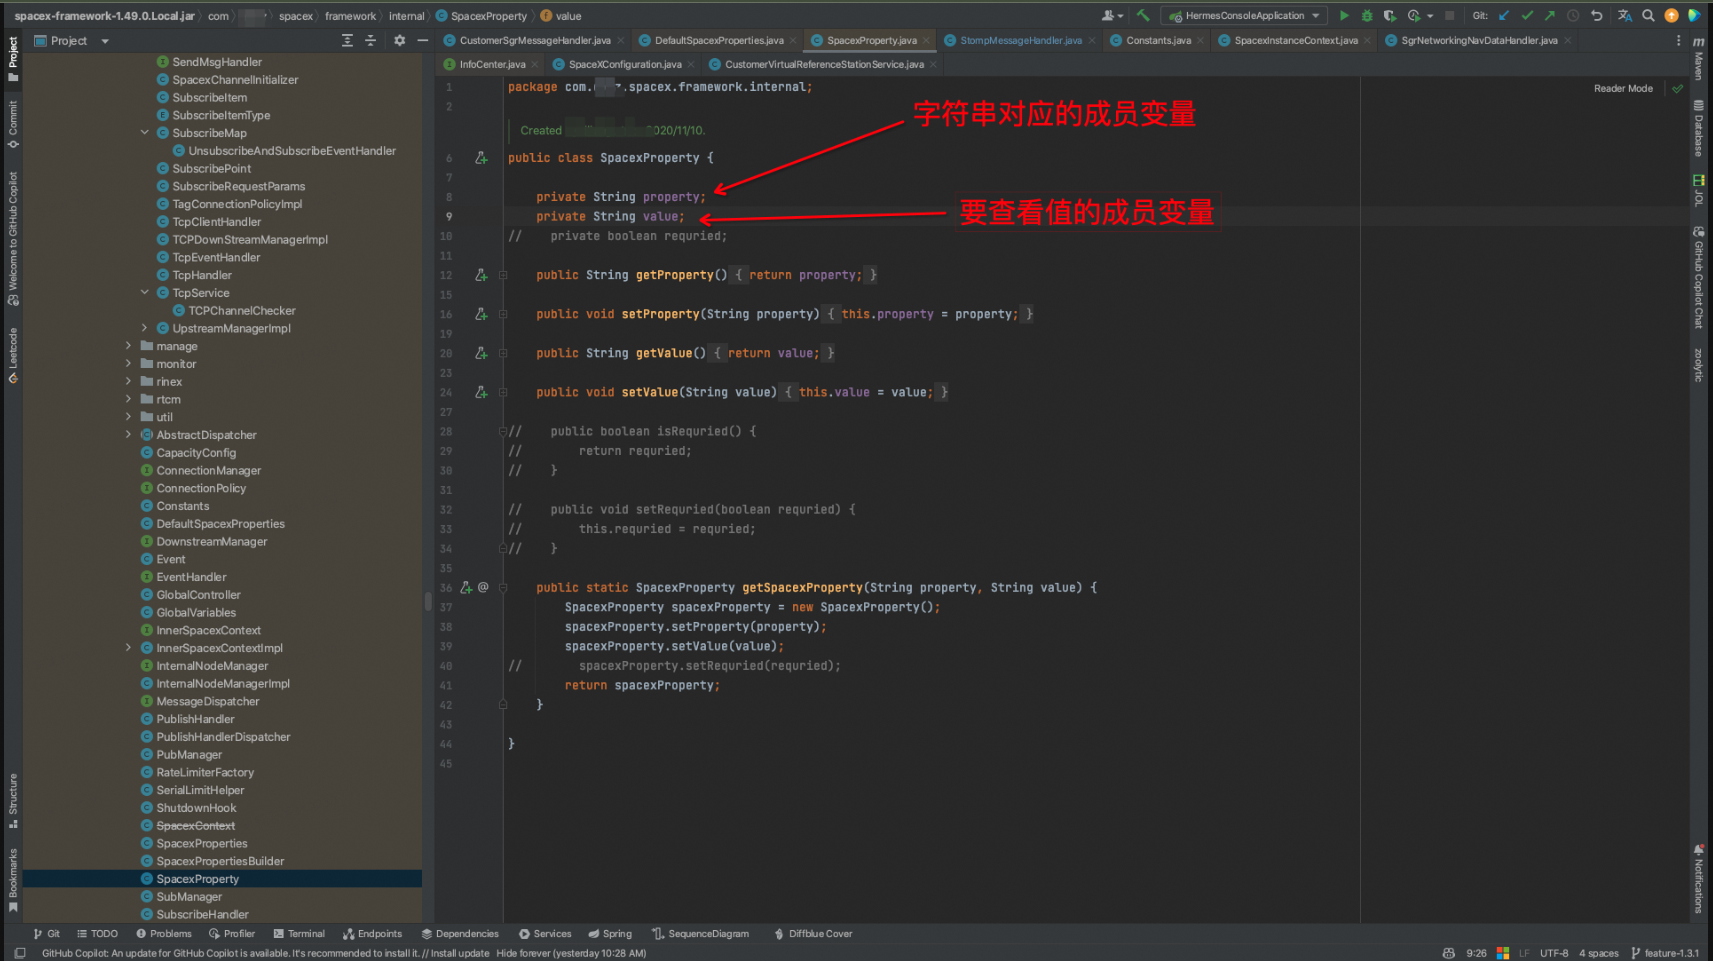 spacex-framework-1.49.0.Local.jar com spacex framework internal SpacexProperty value
HermesConsoleApplication Git:
Project
CustomerSgrMessageHandler.java DefaultSpacexProperties.java SpacexProperty.java StompMessageHandler.java Constants.java SpacexInstanceContext.java SgrNetworkingNavDataHandler.java
InfoCenter.java SpaceXConfiguration.java CustomerVirtualReferenceStationService.java
Project
Commit
Welcome to GitHub Copilot
Leetcode
Structure
Bookmarks
SendMsgHandler
SpacexChannelInitializer
SubscribeItem
SubscribeItemType
SubscribeMap
UnsubscribeAndSubscribeEventHandler
SubscribePoint
SubscribeRequestParams
TagConnectionPolicyImpl
TcpClientHandler
TCPDownStreamManagerImpl
TcpEventHandler
TcpHandler
TcpService
TCPChannelChecker
UpstreamManagerImpl
manage
monitor
rinex
rtcm
util
AbstractDispatcher
CapacityConfig
ConnectionManager
ConnectionPolicy
Constants
DefaultSpacexProperties
DownstreamManager
Event
EventHandler
GlobalController
GlobalVariables
InnerSpacexContext
InnerSpacexContextImpl
InternalNodeManager
InternalNodeManagerImpl
MessageDispatcher
PublishHandler
PublishHandlerDispatcher
PubManager
RateLimiterFactory
SerialLimitHelper
ShutdownHook
SpacexContext
SpacexProperties
SpacexPropertiesBuilder
SpacexProperty
SubManager
SubscribeHandler
Reader Mode
1 package com. .spacex.framework.internal;
2
Created 2020/11/10.
6 public class SpacexProperty {
7
8 private String property;
9 private String value;
10 // private boolean requried;
11
12 public String getProperty() { return property; }
15
16 public void setProperty(String property) { this.property = property; }
19
20 public String getValue() { return value; }
23
24 public void setValue(String value) { this.value = value; }
27
28 // public boolean isRequried() {
29 // return requried;
30 // }
31
32 // public void setRequried(boolean requried) {
33 // this.requried = requried;
34 // }
35
36 @ public static SpacexProperty getSpacexProperty(String property, String value) {
37 SpacexProperty spacexProperty = new SpacexProperty();
38 spacexProperty.setProperty(property);
39 spacexProperty.setValue(value);
40 // spacexProperty.setRequried(requried);
41 return spacexProperty;
42 }
43
44 }
45
字符串对应的成员变量
要查看值的成员变量
Maven
Database
JOL
GitHub Copilot Chat
zoolytic
Notifications
Git TODO Problems Profiler Terminal Endpoints Dependencies Services Spring SequenceDiagram Diffblue Cover
GitHub Copilot: An update for GitHub Copilot is available. It's recommended to install it. // Install update Hide forever (yesterday 10:28 AM) 9:26 LF UTF-8 4 spaces feature-1.3.1